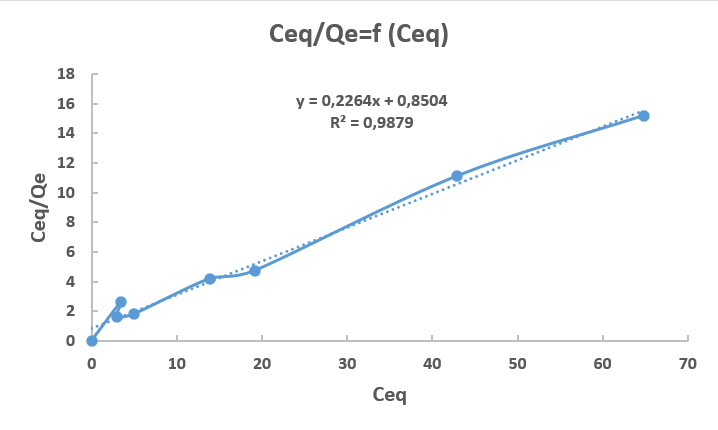 Ceq/Qe=f (Ceq)
y = 0,2264x + 0,8504
R² = 0,9879
Ceq/Qe
18
16
14
12
10
8
6
4
2
0
0 10 20 30 40 50 60 70
Ceq